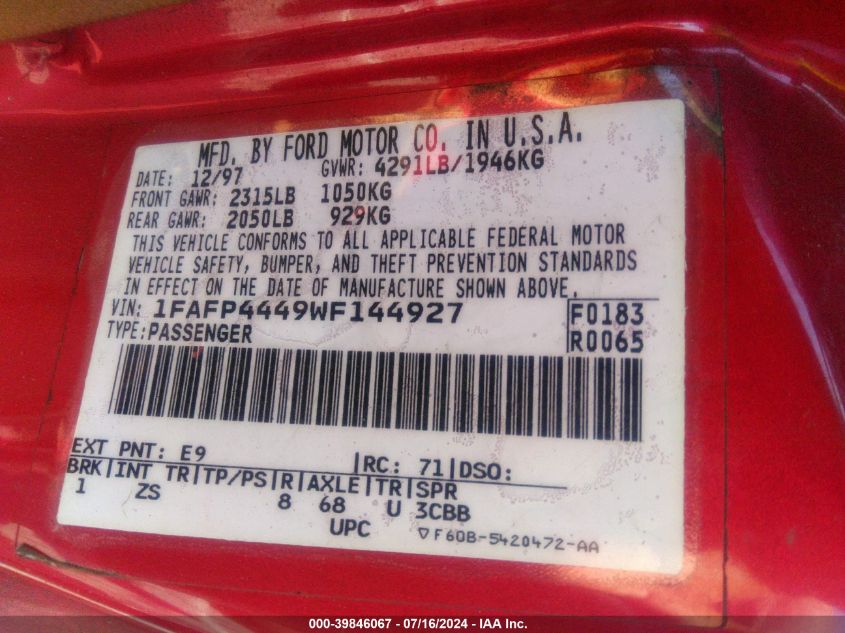 MFD. BY FORD MOTOR CO. IN U.S.A.
DATE: 12/97 GVWR: 4291LB/1946KG
FRONT GAWR: 2315LB 1050KG
REAR GAWR: 2050LB 929KG
THIS VEHICLE CONFORMS TO ALL APPLICABLE FEDERAL MOTOR
VEHICLE SAFETY, BUMPER, AND THEFT PREVENTION STANDARDS
IN EFFECT ON THE DATE OF MANUFACTURE SHOWN ABOVE.
VIN: 1FAFP4449WF144927 F0183
TYPE: PASSENGER R0065
EXT PNT: E9 RC: 71 DSO:
BRK INT TR TP/PS R AXLE TR SPR
1 ZS 8 68 U 3CBB
UPC ▽F60B-5420472-AA
000-39846067 - 07/16/2024 - IAA Inc.